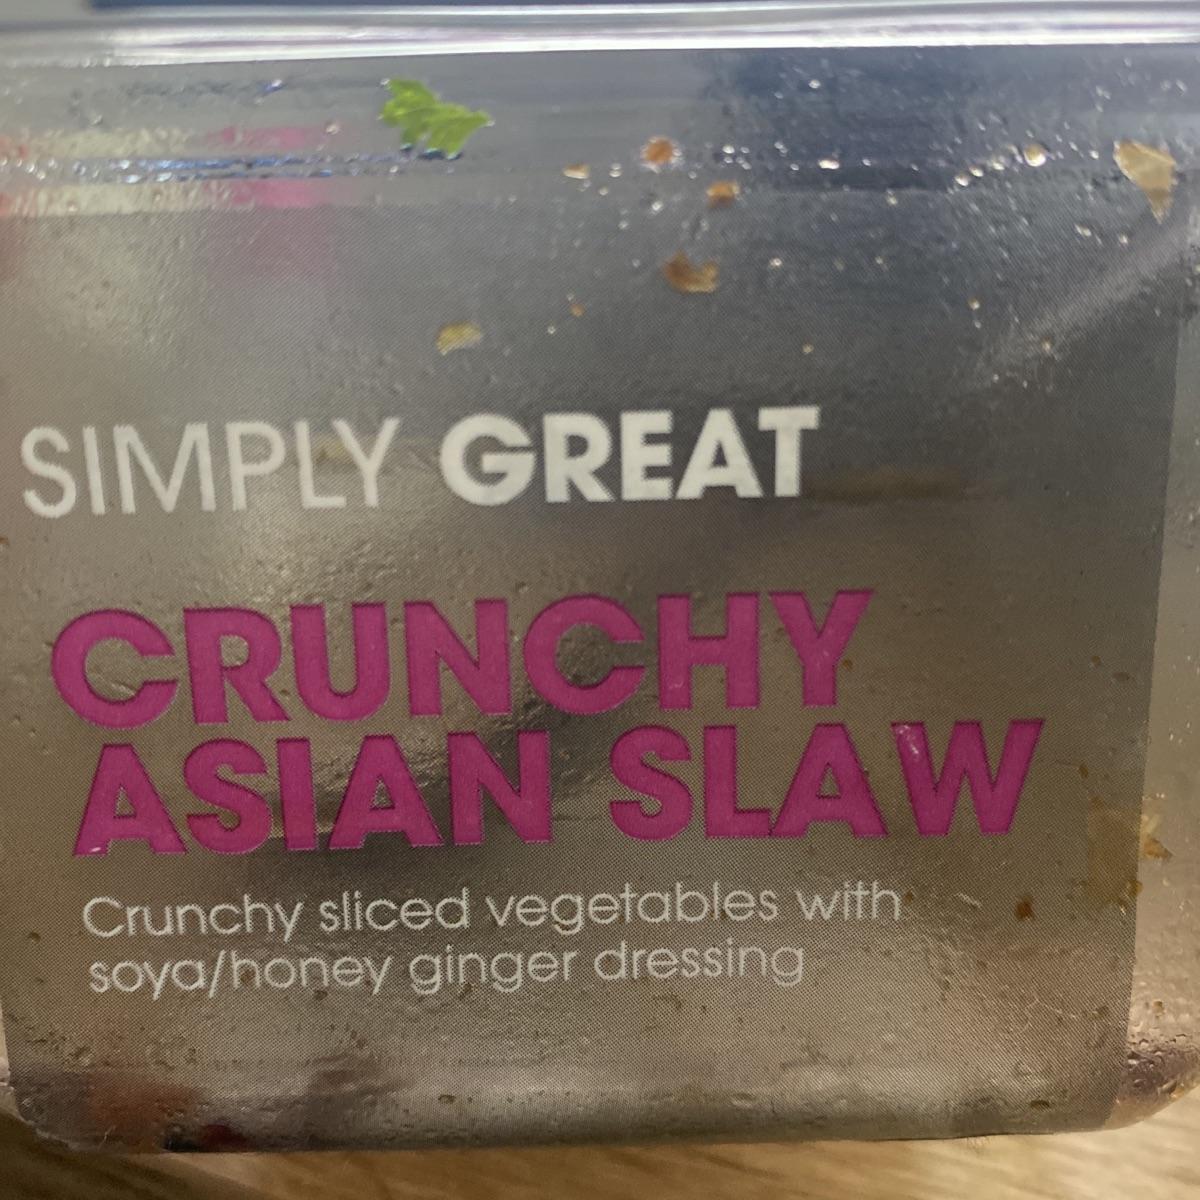 SIMPLY GREAT
CRUNCHY
ASIAN SLAW
Crunchy sliced vegetables with
soya/honey ginger dressing